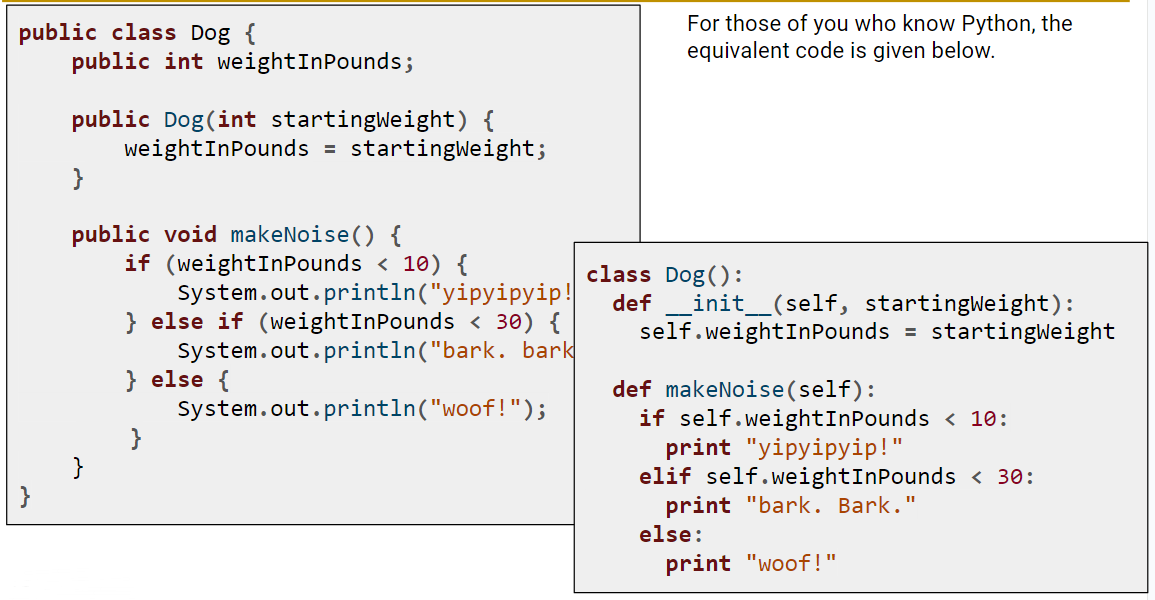 public class Dog {
public int weightInPounds;
public Dog(int startingWeight) {
weightInPounds = startingWeight;
}
public void makeNoise() {
if (weightInPounds < 10) {
System.out.println("yipyipyip!
} else if (weightInPounds < 30) {
System.out.println("bark. bark
} else {
System.out.println("woof!");
}
}
}
For those of you who know Python, the
equivalent code is given below.
class Dog():
def __init__(self, startingWeight):
self.weightInPounds = startingWeight
def makeNoise(self):
if self.weightInPounds < 10:
print "yipyipyip!"
elif self.weightInPounds < 30:
print "bark. Bark."
else:
print "woof!"